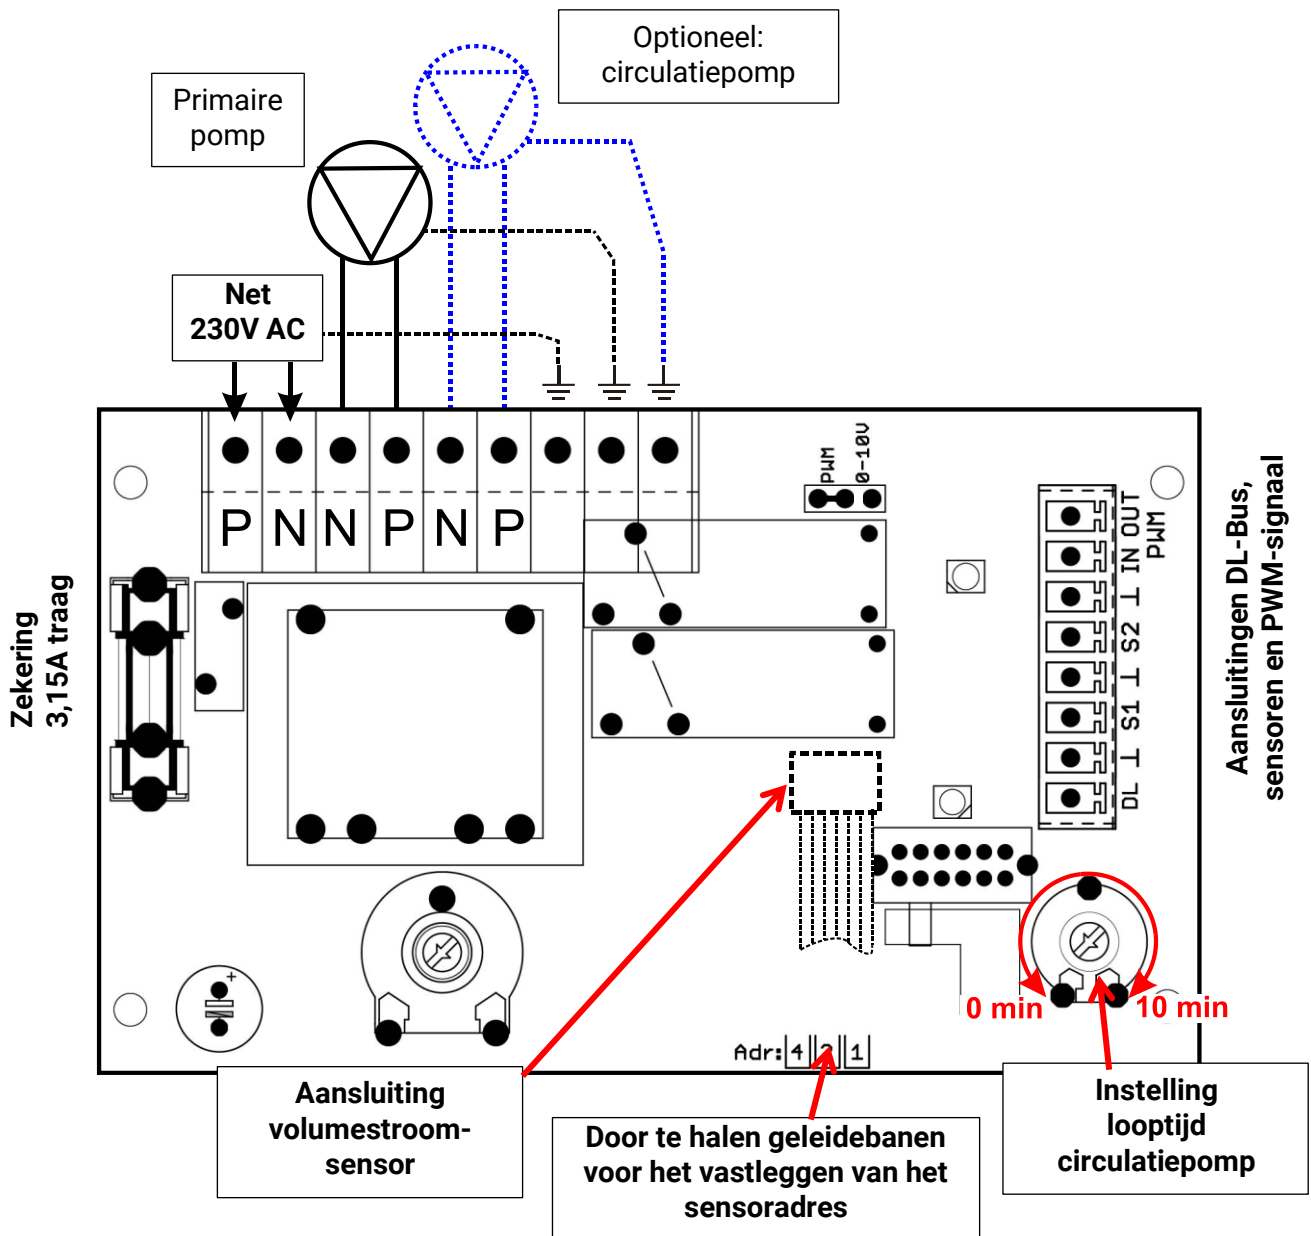 Optioneel:
circulatiepomp
Primaire
pomp
Net
230V AC
P N N P N P
PWM
0-10V
OUT
IN
PWM
⊥
S2
⊥
S1
⊥
DL
Zekering
3,15A traag
Aansluitingen DL-Bus,
sensoren en PWM-signaal
+
0 min
10 min
Adr: 4 2 1
Aansluiting
volumestroom-
sensor
Door te halen geleidebanen
voor het vastleggen van het
sensoradres
Instelling
looptijd
circulatiepomp